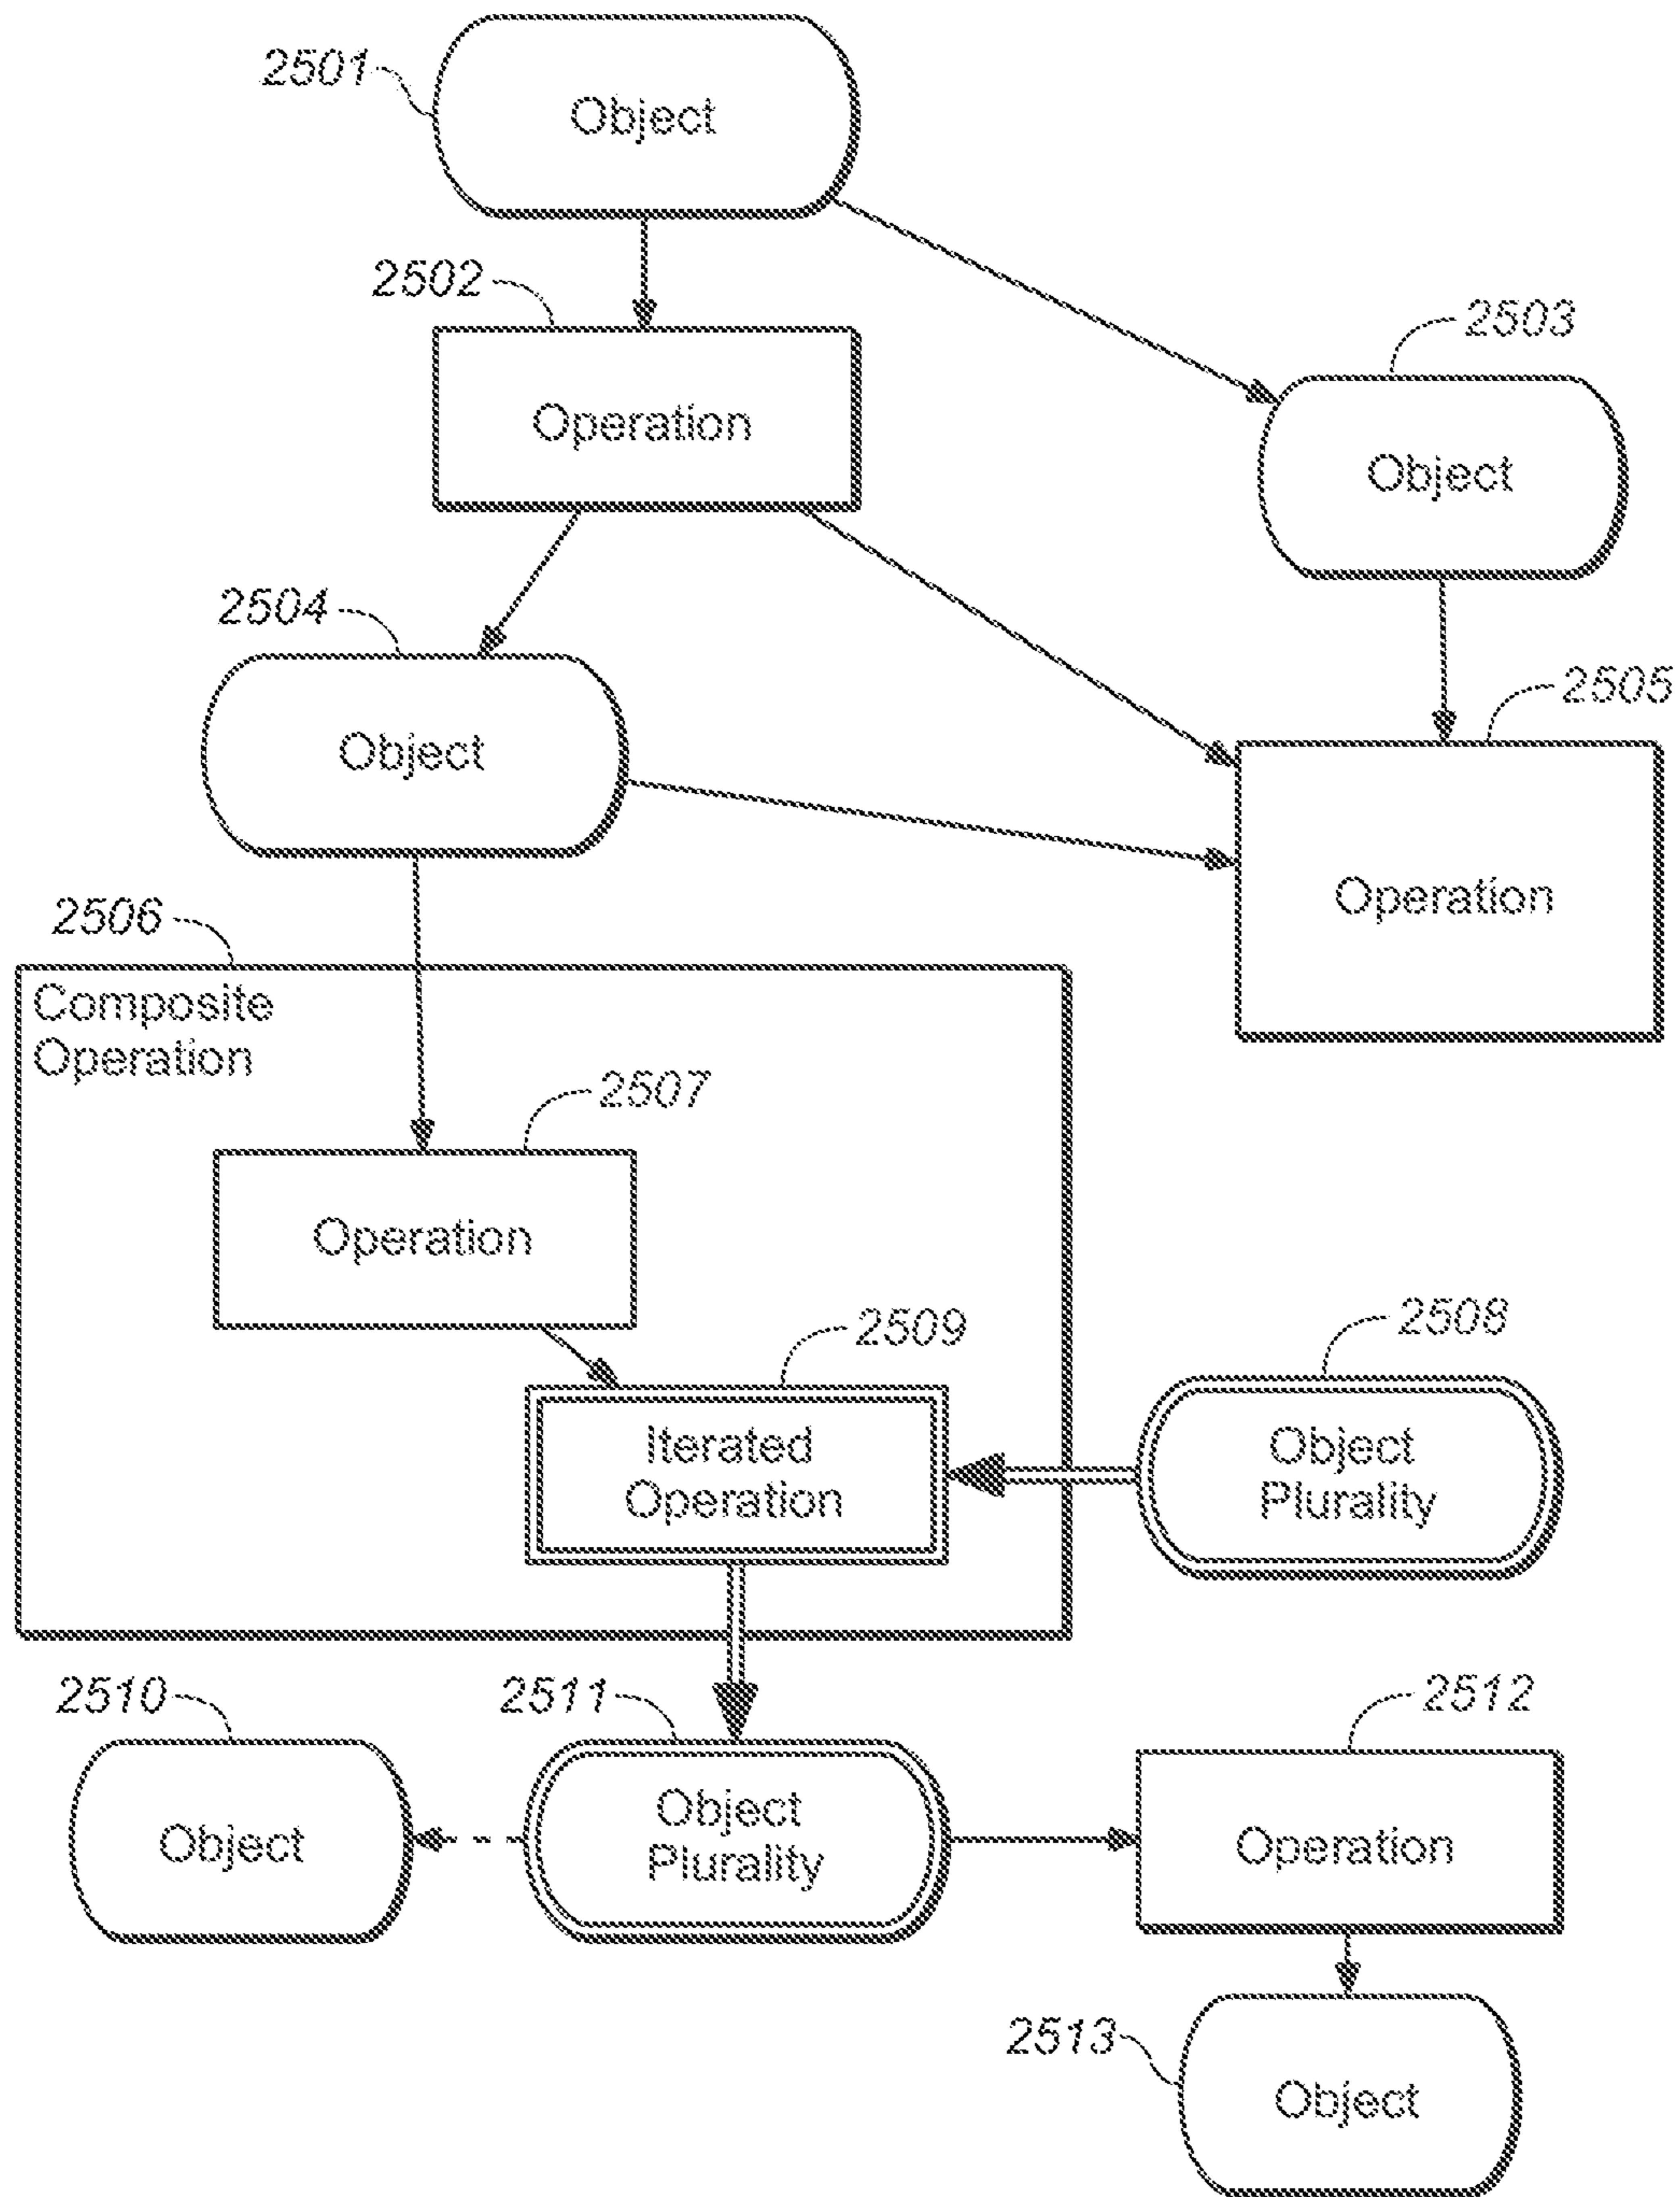 2501
Object
2502
Operation
2503
Object
2504
Object
2505
Operation
2506
Composite
Operation
2507
Operation
2508
Object
Plurality
2509
Iterated
Operation
2510
Object
2511
Object
Plurality
2512
Operation
2513
Object